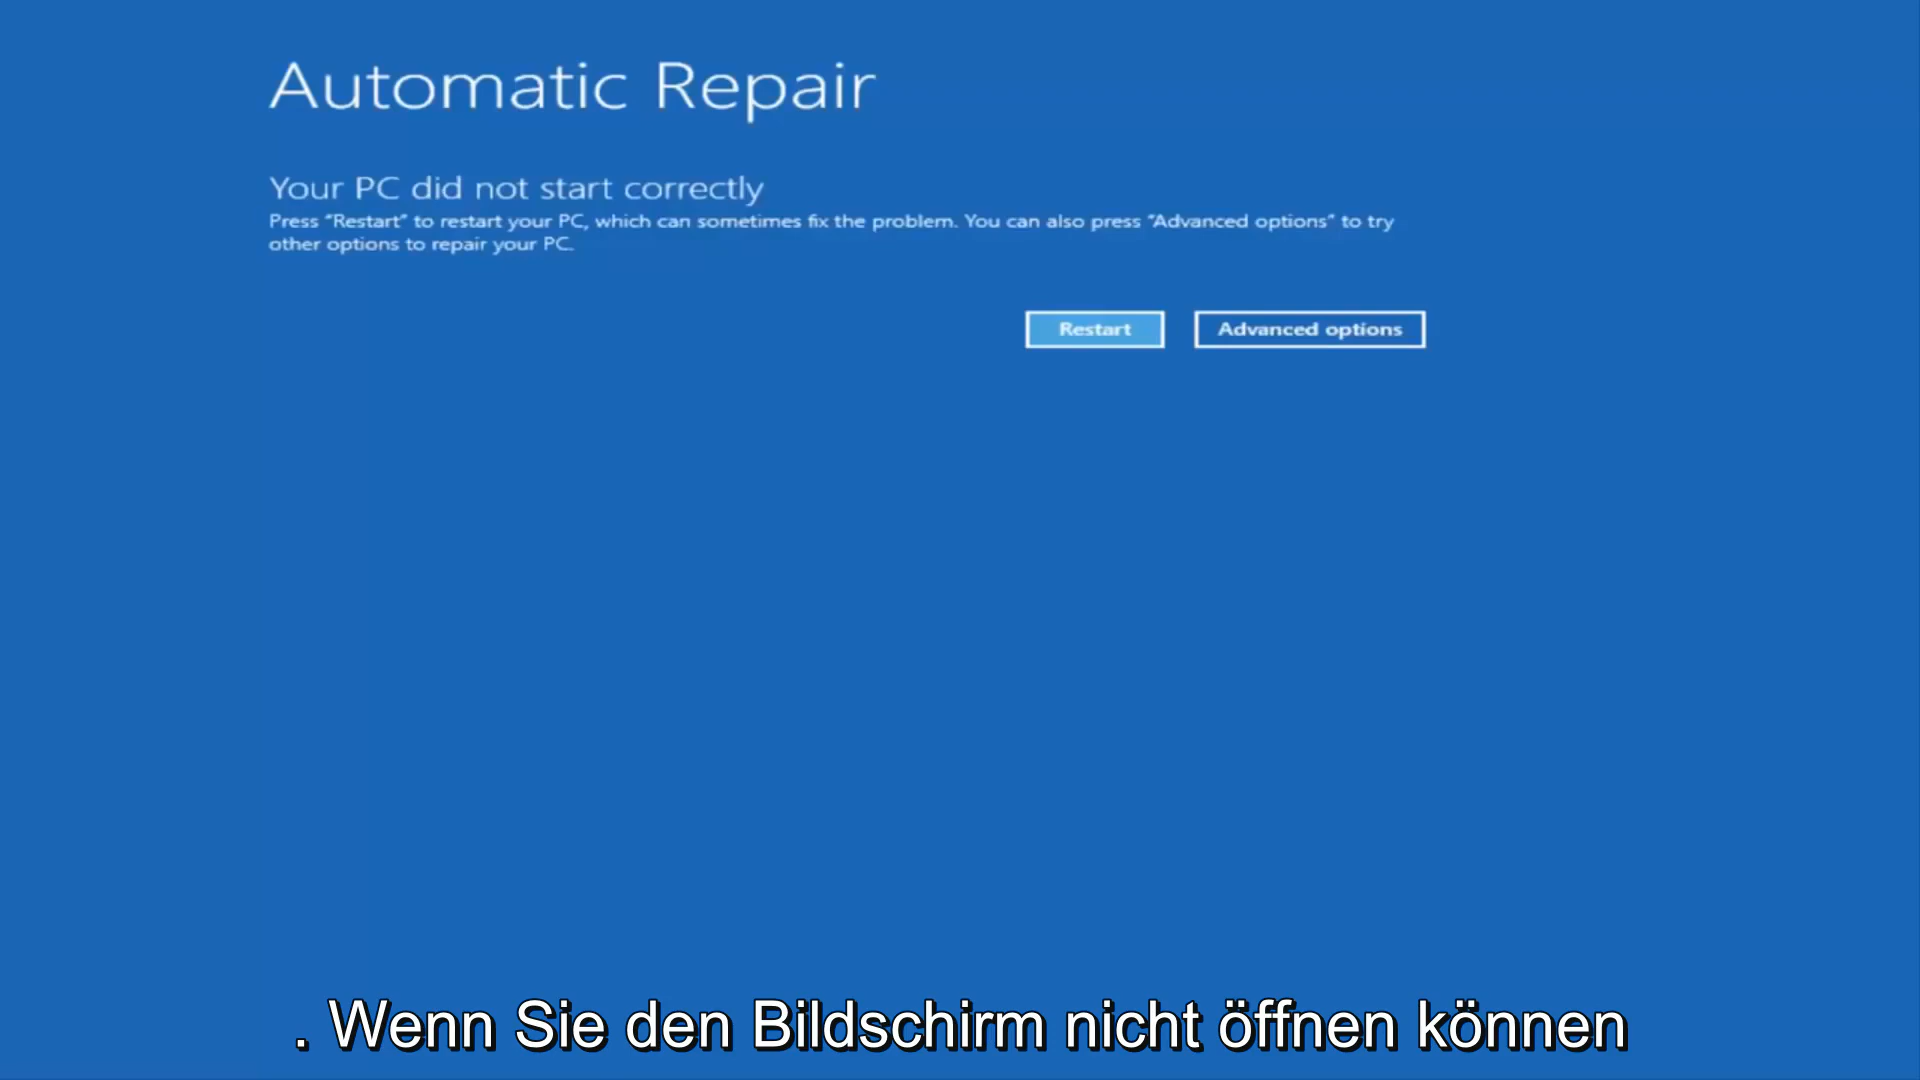 Automatic Repair
Your PC did not start correctly
Press “Restart” to restart your PC, which can sometimes fix the problem. You can also press “Advanced options” to try
other options to repair your PC.
Restart
Advanced options
. Wenn Sie den Bildschirm nicht öffnen können